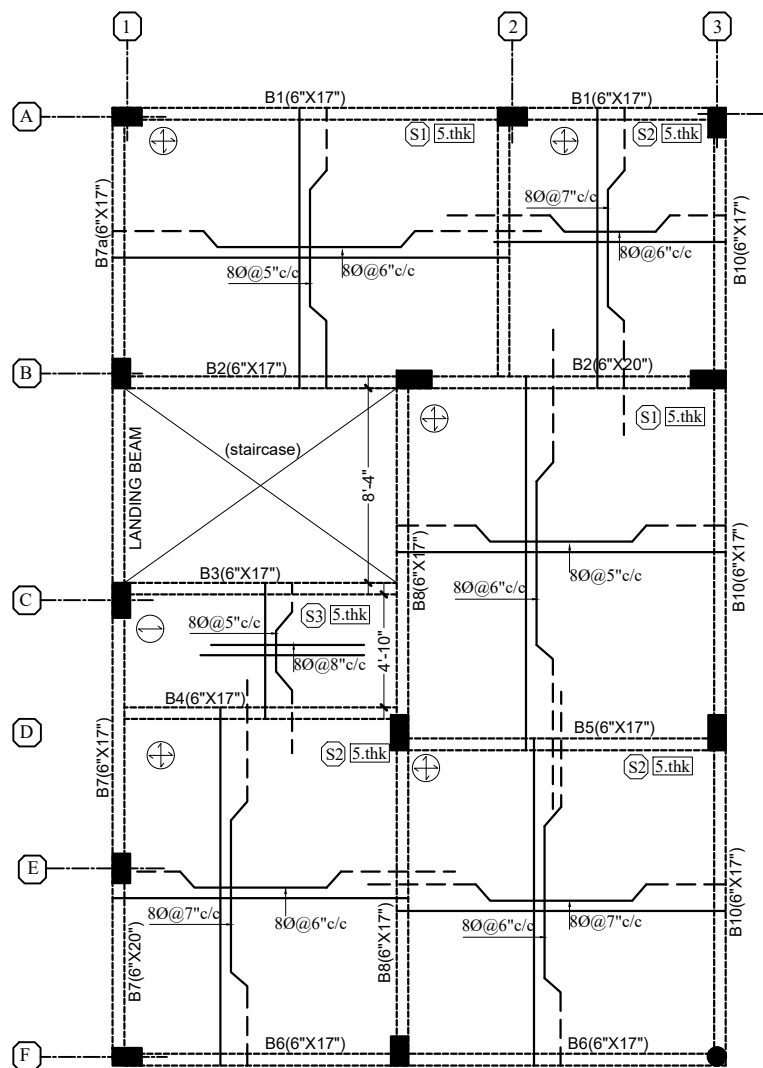 1
2
3
A
B1(6"X17")
B1(6"X17")
S1 5.thk
S2 5.thk
8Ø@7"c/c
B7a(6"X17")
B10(6"X17")
8Ø@5"c/c
8Ø@6"c/c
8Ø@6"c/c
B
B2(6"X17")
B2(6"X20")
S1 5.thk
(staircase)
LANDING BEAM
8'-4"
B8(6"X17")
B10(6"X17")
8Ø@5"c/c
8Ø@6"c/c
C
B3(6"X17")
S3 5.thk
8Ø@5"c/c
8Ø@8"c/c
4'-10"
B4(6"X17")
D
B7(6"X17")
B5(6"X17")
S2 5.thk
S2 5.thk
E
8Ø@7"c/c
8Ø@6"c/c
8Ø@6"c/c
8Ø@7"c/c
B7(6"X20")
B8(6"X17")
B10(6"X17")
F
B6(6"X17")
B6(6"X17")